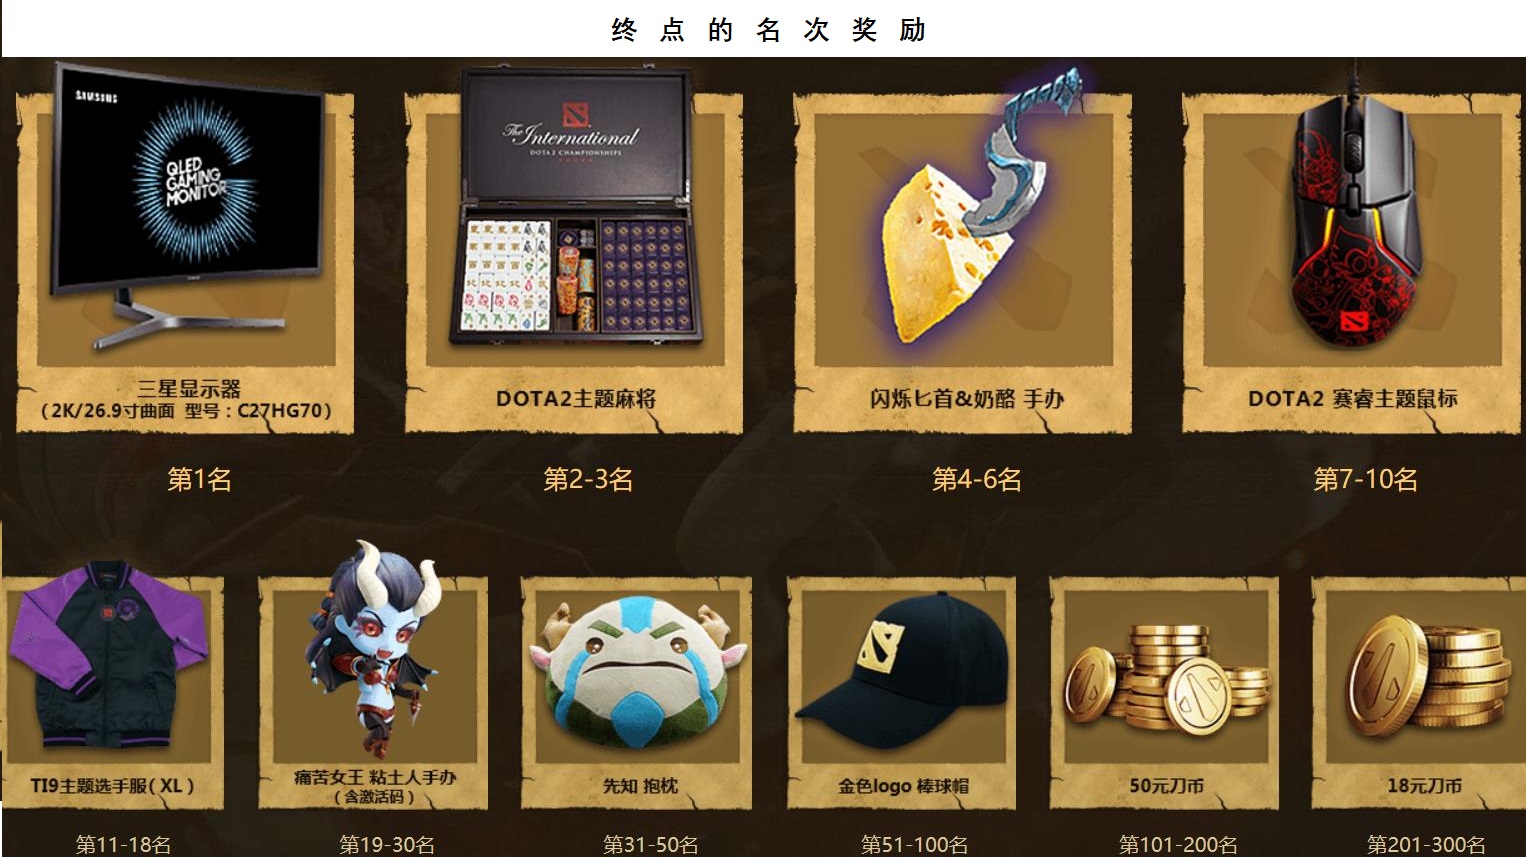 终点的名次奖励
SAMSUNG
QLED
GAMING
MONITOR
The International
DOTA 2 CHAMPIONSHIPS
三星显示器
（2K/26.9寸曲面 型号：C27HG70）
DOTA2主题麻将
闪烁匕首&奶酪 手办
DOTA2 赛睿主题鼠标
第1名
第2-3名
第4-6名
第7-10名
TI9主题选手服（XL）
痛苦女王 粘土人手办
（含激活码）
先知 抱枕
金色logo 棒球帽
50元刀币
18元刀币
第11-18名
第19-30名
第31-50名
第51-100名
第101-200名
第201-300名